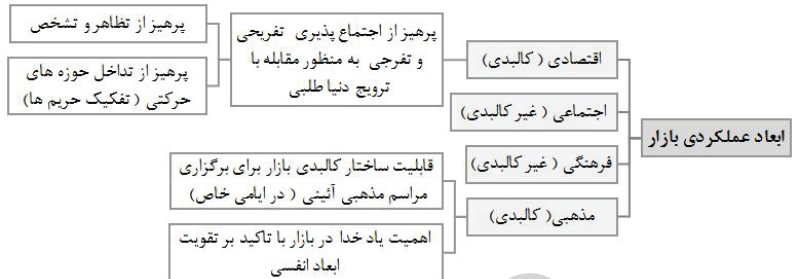 ابعاد عملکردی بازار
اقتصادی ( کالبدی)
پرهیز از اجتماع پذیری تفریحی
و تفرجی به منظور مقابله با
ترویج دنیا طلبی
پرهیز از تظاهر و تشخص
پرهیز از تداخل حوزه های
حرکتی ( تفکیک حریم ها)
اجتماعی ( غیر کالبدی)
فرهنگی ( غیر کالبدی)
مذهبی( کالبدی)
قابلیت ساختار کالبدی بازار برای برگزاری
مراسم مذهبی آئینی ( در ایامی خاص)
اهمیت یاد خدا در بازار با تاکید بر تقویت
ابعاد انفسی